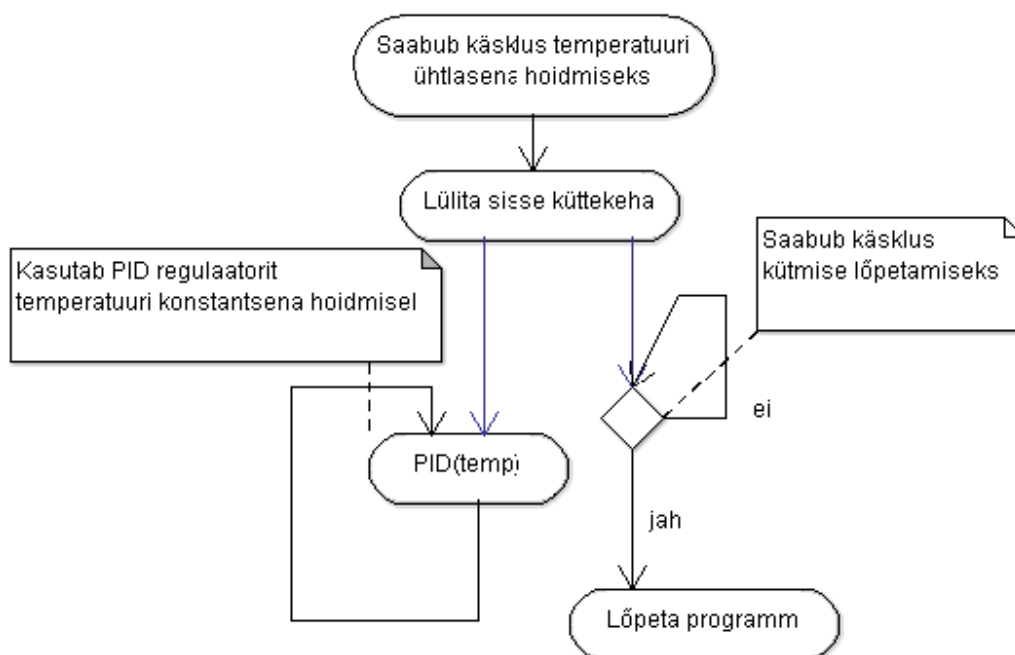 Saabub käsklus temperatuuri
ühtlasena hoidmiseks
Lülita sisse küttekeha
Kasutab PID regulaatorit
temperatuuri konstantsena hoidmisel
Saabub käsklus
kütmise lõpetamiseks
ei
PID(temp)
jah
Lõpeta programm